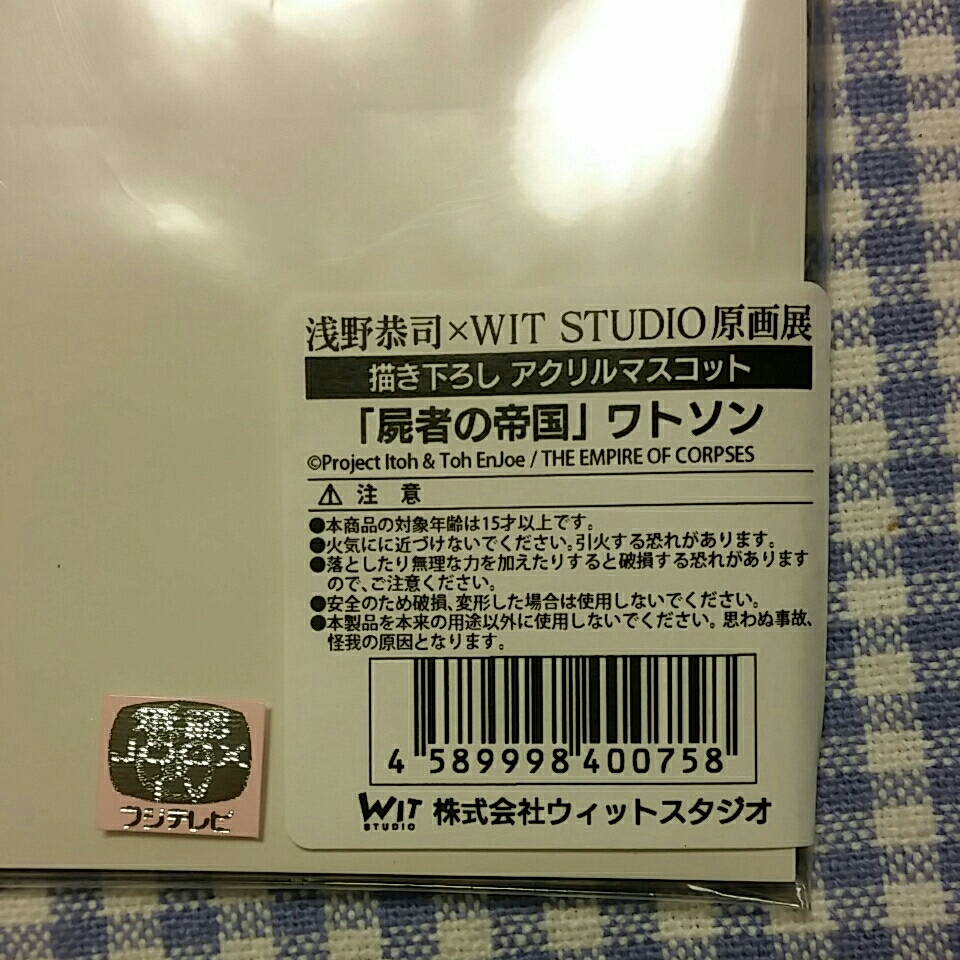 浅野恭司×WIT STUDIO原画展
描き下ろし アクリルマスコット
「屍者の帝国」ワトソン
©Project Itoh & Toh EnJoe / THE EMPIRE OF CORPSES
⚠ 注 意
●本商品の対象年齢は15才以上です。
●火気にに近づけないでください。引火する恐れがあります。
●落としたり無理な力を加えたりすると破損する恐れがあります
ので、ご注意ください。
●安全のため破損、変形した場合は使用しないでください。
●本製品を本来の用途以外に使用しないでください。思わぬ事故、
怪我の原因となります。
4 589998 400758
WIT STUDIO 株式会社ウィットスタジオ
JOCX
TV
フジテレビ